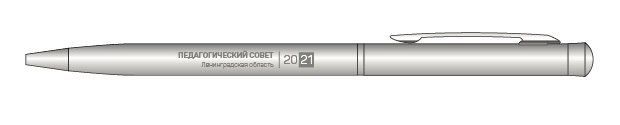 ПЕДАГОГИЧЕСКИЙ СОВЕТ
Ленинградская область
2021